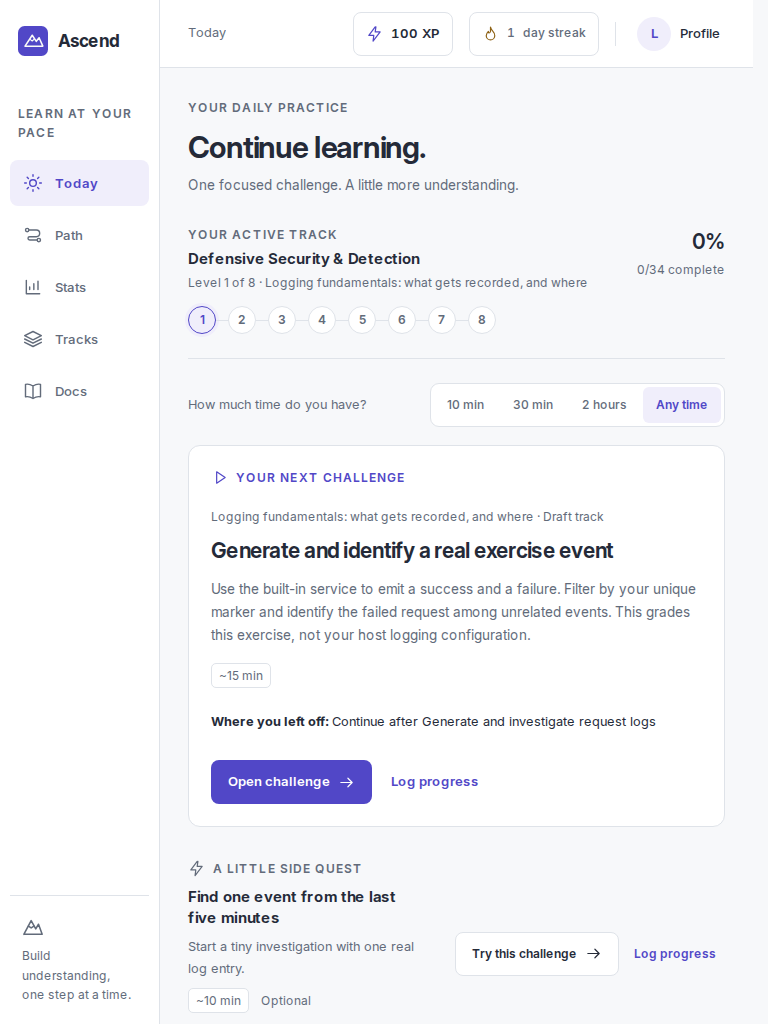 Ascend
LEARN AT YOUR
PACE
Today
Path
Stats
Tracks
Docs
Build
understanding,
one step at a time.
Today
100 XP
1 day streak
L
Profile
YOUR DAILY PRACTICE
Continue learning.
One focused challenge. A little more understanding.
YOUR ACTIVE TRACK
Defensive Security & Detection
Level 1 of 8 · Logging fundamentals: what gets recorded, and where
0%
0/34 complete
1 2 3 4 5 6 7 8
How much time do you have?
10 min 30 min 2 hours Any time
YOUR NEXT CHALLENGE
Logging fundamentals: what gets recorded, and where · Draft track
Generate and identify a real exercise event
Use the built-in service to emit a success and a failure. Filter by your unique
marker and identify the failed request among unrelated events. This grades
this exercise, not your host logging configuration.
~15 min
Where you left off: Continue after Generate and investigate request logs
Open challenge
Log progress
A LITTLE SIDE QUEST
Find one event from the last
five minutes
Start a tiny investigation with one real
log entry.
~10 min Optional
Try this challenge
Log progress